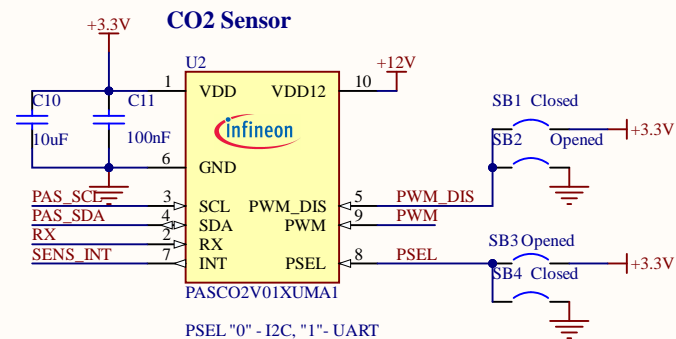 CO2 Sensor
+3.3V
U2
+12V
1 VDD VDD12 10
C10 C11
10uF 100nF
infineon
6 GND
SB1 Closed
+3.3V
SB2 Opened
PAS_SCL 3 SCL PWM_DIS 5 PWM_DIS
PAS_SDA 4 SDA PWM 9 PWM
RX 2 RX
SENS_INT 7 INT PSEL 8 PSEL
SB3 Opened
+3.3V
SB4 Closed
PASCO2V01XUMA1
PSEL "0" - I2C, "1"- UART